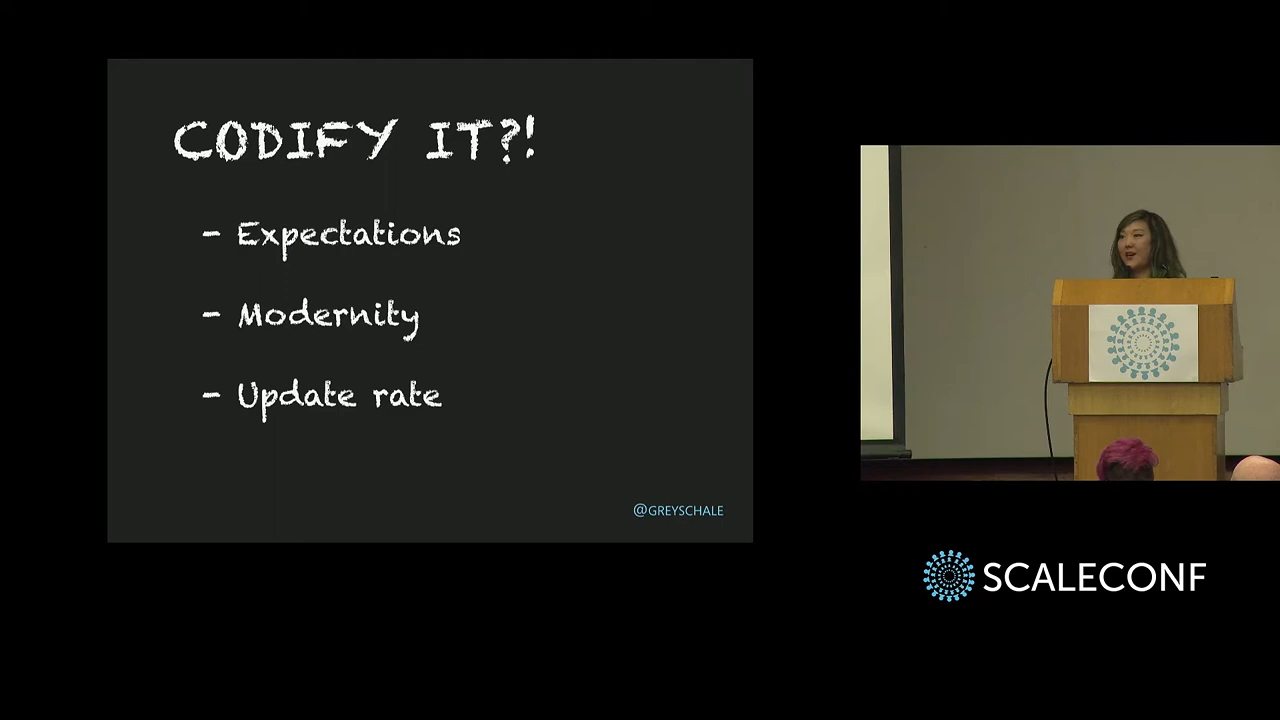 CODIFY IT?!
- Expectations
- Modernity
- Update rate
@GREYSCHALE
SCALECONF